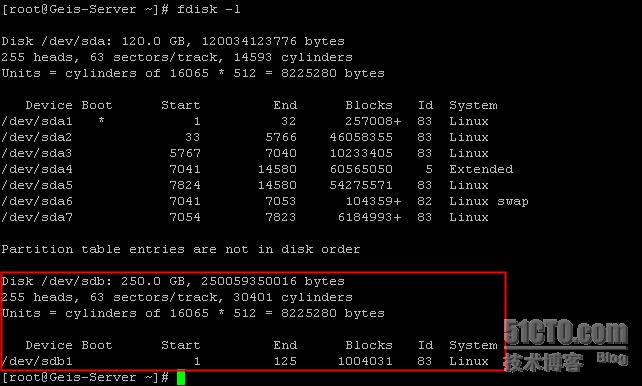 [root@Geis-Server ~]# fdisk -l
Disk /dev/sda: 120.0 GB, 120034123776 bytes
255 heads, 63 sectors/track, 14593 cylinders
Units = cylinders of 16065 * 512 = 8225280 bytes
Device Boot Start End Blocks Id System
/dev/sda1 * 1 32 257008+ 83 Linux
/dev/sda2 33 5766 46058355 83 Linux
/dev/sda3 5767 7040 10233405 83 Linux
/dev/sda4 7041 14580 60565050 5 Extended
/dev/sda5 7824 14580 54275571 83 Linux
/dev/sda6 7041 7053 104359+ 82 Linux swap
/dev/sda7 7054 7823 6184993+ 83 Linux
Partition table entries are not in disk order
Disk /dev/sdb: 250.0 GB, 250059350016 bytes
255 heads, 63 sectors/track, 30401 cylinders
Units = cylinders of 16065 * 512 = 8225280 bytes
Device Boot Start End Blocks Id System
/dev/sdb1 1 125 1004031 83 Linux
[root@Geis-Server ~]#
51CTO.com
技术博客 Blog